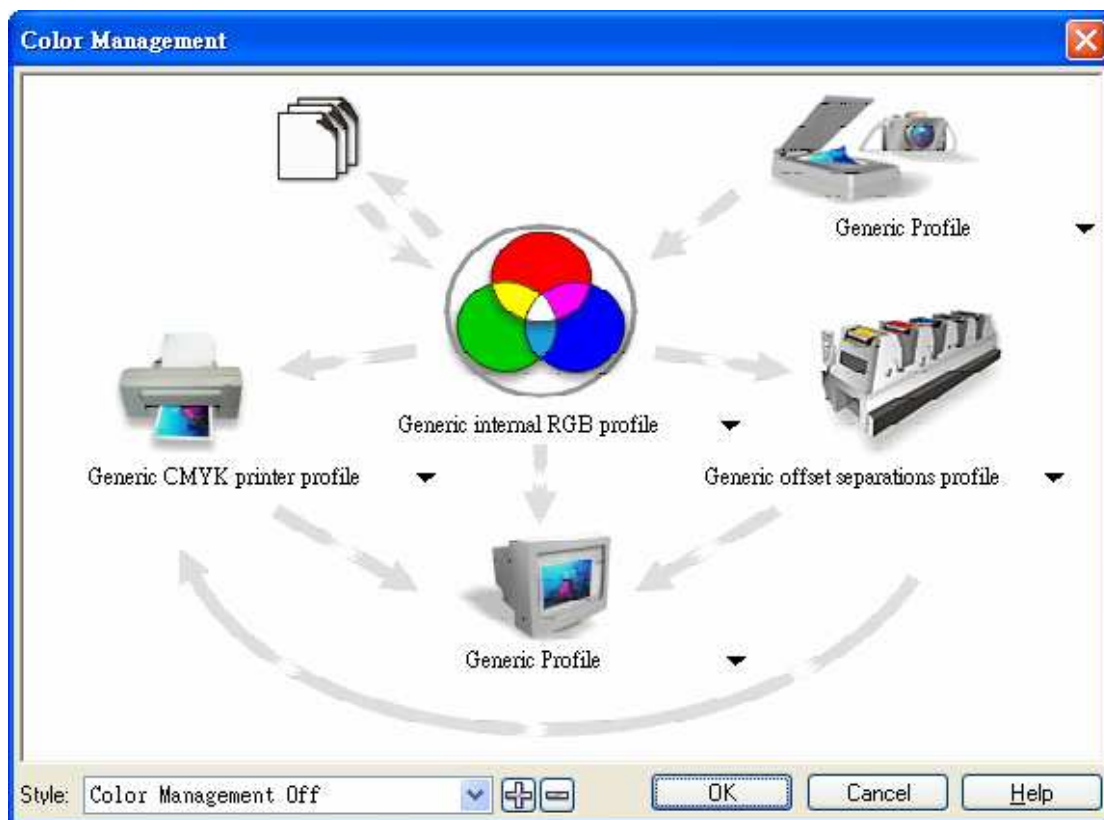 Color Management
Generic Profile
Generic internal RGB profile
Generic CMYK printer profile
Generic offset separations profile
Generic Profile
Style: Color Management Off
OK
Cancel
Help